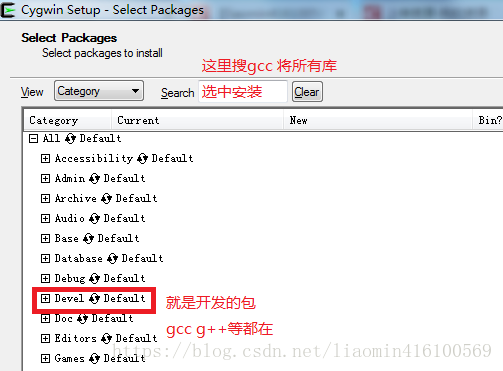 Cygwin Setup - Select Packages
Select Packages
Select packages to install
这里搜gcc 将所有库
View Category Search 选中安装 Clear
Category Current New Bin?
All Default
Accessibility Default
Admin Default
Archive Default
Audio Default
Base Default
Database Default
Debug Default
Devel Default 就是开发的包
Doc Default
gcc g++等都在
Editors Default
https://blog.csdn.net/liaomin416100569
Games Default